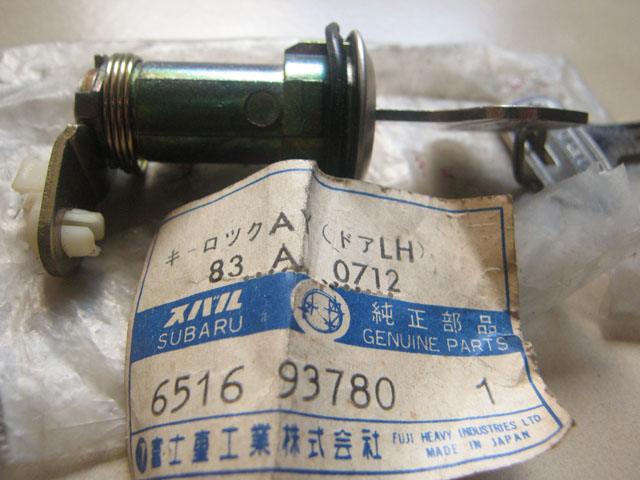 キーロツクAY(ドアLH)
83 A 0712
スバル 純正部品
SUBARU GENUINE PARTS
6516 93780 1
富士重工業株式会社 FUJI HEAVY INDUSTRIES LTD.
MADE IN JAPAN